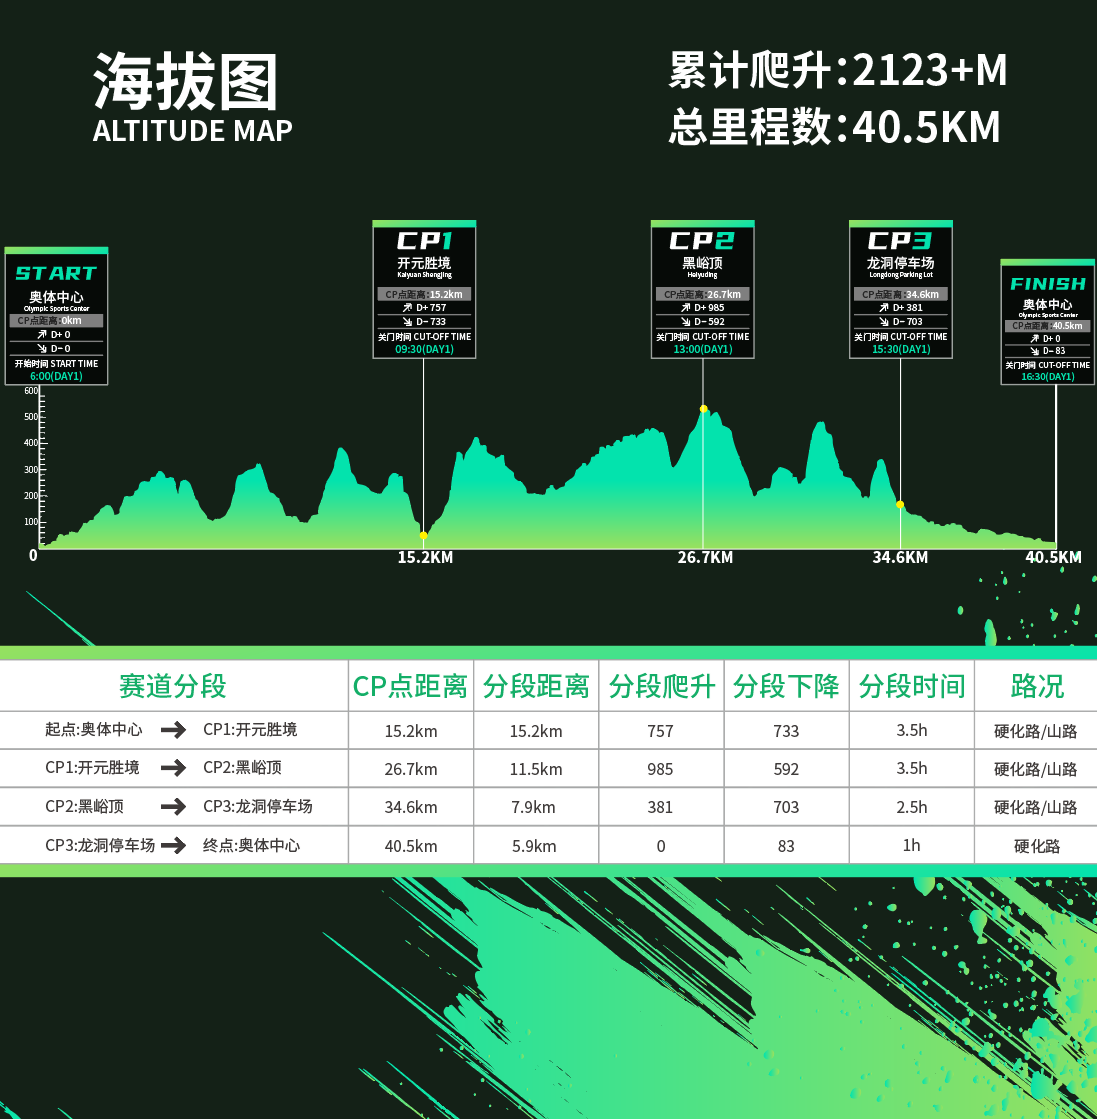 海拔图
ALTITUDE MAP
累计爬升:2123+M
总里程数:40.5KM
START
奥体中心
Olympic Sports Center
CP点距离:0km
D+ 0
D- 0
开始时间 START TIME
6:00(DAY1)
CP1
开元胜境
Kaiyuan Shengjing
CP点距离:15.2km
D+ 757
D- 733
关门时间 CUT-OFF TIME
09:30(DAY1)
CP2
黑峪顶
Heiyuding
CP点距离:26.7km
D+ 985
D- 592
关门时间 CUT-OFF TIME
13:00(DAY1)
CP3
龙洞停车场
Longdong Parking Lot
CP点距离:34.6km
D+ 381
D- 703
关门时间 CUT-OFF TIME
15:30(DAY1)
FINISH
奥体中心
Olympic Sports Center
CP点距离:40.5km
D+ 0
D- 83
关门时间 CUT-OFF TIME
16:30(DAY1)
600
500
400
300
200
100
0 15.2KM 26.7KM 34.6KM 40.5KM
赛道分段 CP点距离 分段距离 分段爬升 分段下降 分段时间 路况
起点:奥体中心 → CP1:开元胜境 15.2km 15.2km 757 733 3.5h 硬化路/山路
CP1:开元胜境 → CP2:黑峪顶 26.7km 11.5km 985 592 3.5h 硬化路/山路
CP2:黑峪顶 → CP3:龙洞停车场 34.6km 7.9km 381 703 2.5h 硬化路/山路
CP3:龙洞停车场 → 终点:奥体中心 40.5km 5.9km 0 83 1h 硬化路